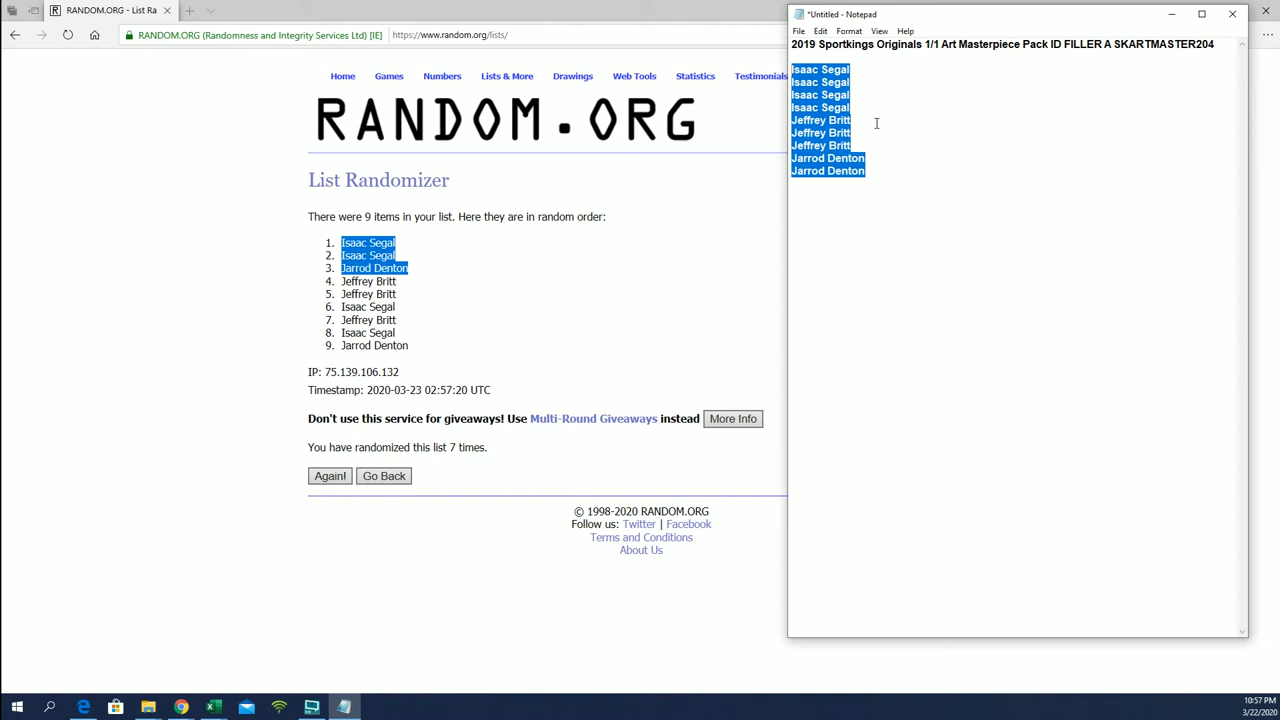 RANDOM.ORG - List Ra
RANDOM.ORG (Randomness and Integrity Services Ltd) [IE]
https://www.random.org/lists/
Home Games Numbers Lists & More Drawings Web Tools Statistics Testimonials
RANDOM.ORG
List Randomizer
There were 9 items in your list. Here they are in random order:
1. Isaac Segal
2. Isaac Segal
3. Jarrod Denton
4. Jeffrey Britt
5. Jeffrey Britt
6. Isaac Segal
7. Jeffrey Britt
8. Isaac Segal
9. Jarrod Denton
IP: 75.139.106.132
Timestamp: 2020-03-23 02:57:20 UTC
Don't use this service for giveaways! Use Multi-Round Giveaways instead More Info
You have randomized this list 7 times.
Again! Go Back
© 1998-2020 RANDOM.ORG
Follow us: Twitter | Facebook
Terms and Conditions
About Us
*Untitled - Notepad
File Edit Format View Help
2019 Sportkings Originals 1/1 Art Masterpiece Pack ID FILLER A SKARTMASTER204
Isaac Segal
Isaac Segal
Isaac Segal
Isaac Segal
Jeffrey Britt
Jeffrey Britt
Jeffrey Britt
Jarrod Denton
Jarrod Denton
10:57 PM
3/22/2020